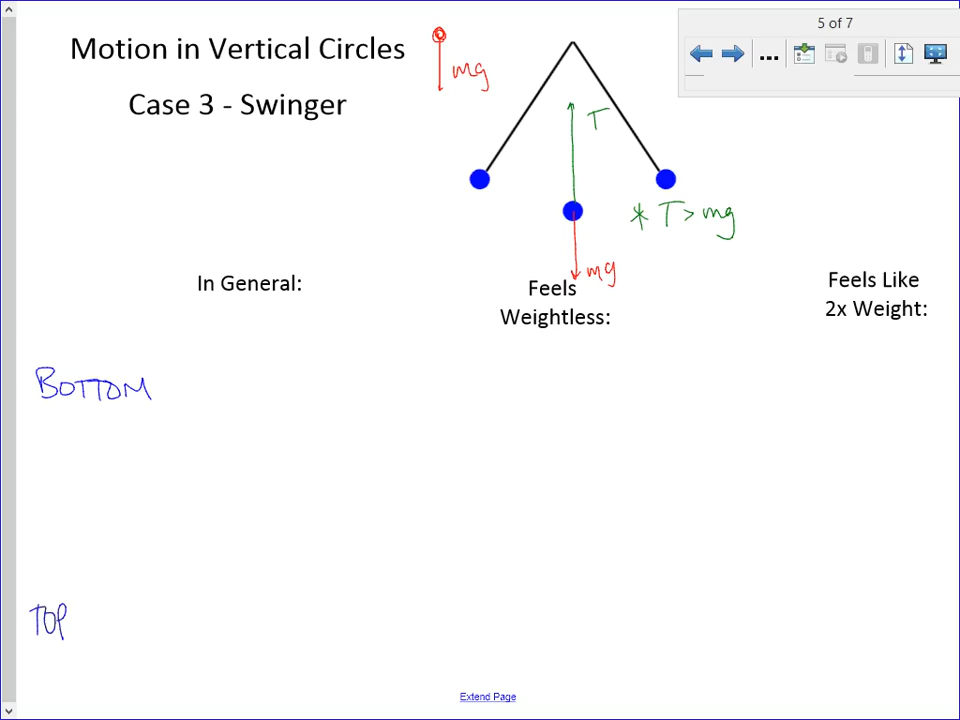 5 of 7
Motion in Vertical Circles
Case 3 - Swinger
mg
T
* T > mg
mg
In General:
Feels
Weightless:
Feels Like
2x Weight:
BOTTOM
TOP
Extend Page